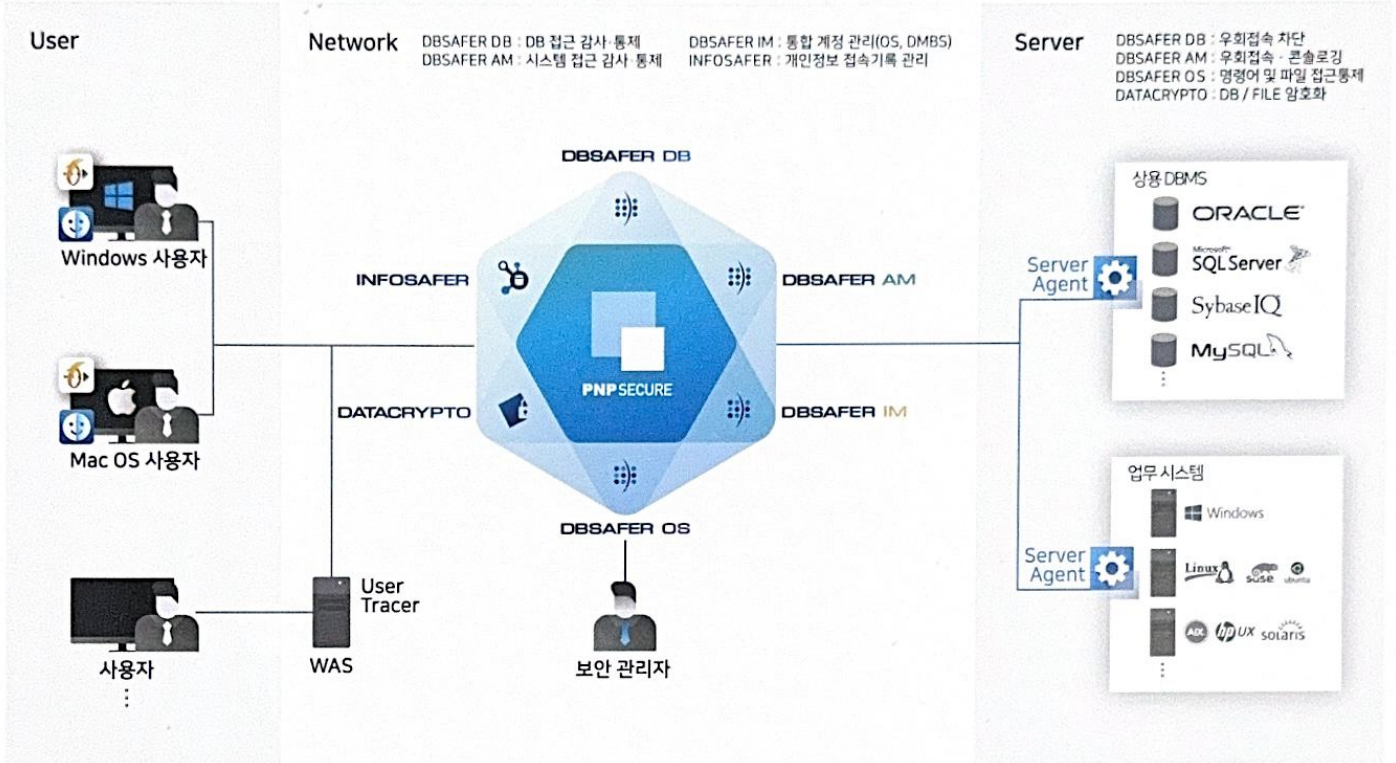 User
Network
DBSAFER DB : DB 접근 감사·통제
DBSAFER AM : 시스템 접근 감사·통제
DBSAFER IM : 통합 계정 관리(OS, DMBS)
INFOSAFER : 개인정보 접속기록 관리
Server
DBSAFER DB : 우회접속 차단
DBSAFER AM : 우회접속 · 콘솔로깅
DBSAFER OS : 명령어 및 파일 접근통제
DATACRYPTO : DB / FILE 암호화
DBSAFER DB
Windows 사용자
INFOSAFER
DBSAFER AM
PNP SECURE
DATACRYPTO
DBSAFER IM
Mac OS 사용자
DBSAFER OS
User
Tracer
사용자
WAS
보안 관리자
Server
Agent
상용 DBMS
ORACLE
Microsoft
SQL Server
Sybase IQ
MySQL
Server
Agent
업무 시스템
Windows
Linux SUSE ubuntu
AIX hp UX solaris